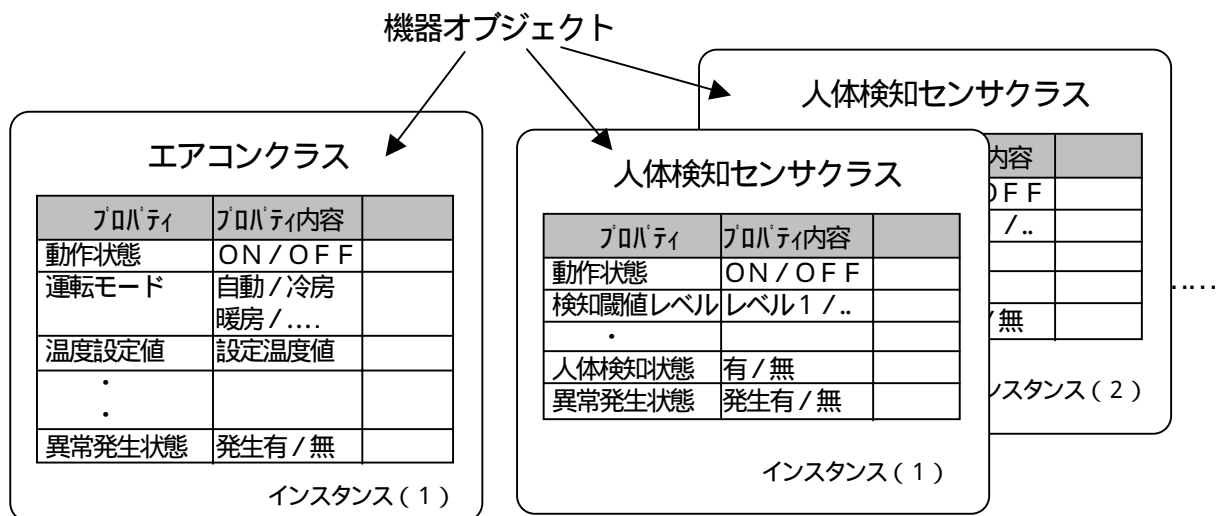 機器オブジェクト
エアコンクラス
プロパティ プロパティ内容
動作状態 ON/OFF
運転モード 自動/冷房
暖房/....
温度設定値 設定温度値
・
・
異常発生状態 発生有/無
インスタンス(1)
人体検知センサクラス
プロパティ プロパティ内容
動作状態 ON/OFF
検知閾値レベル レベル1/..
・
人体検知状態 有/無
異常発生状態 発生有/無
インスタンス(1)
人体検知センサクラス
内容
OFF
/..
/無
ンスタンス(2)
.....